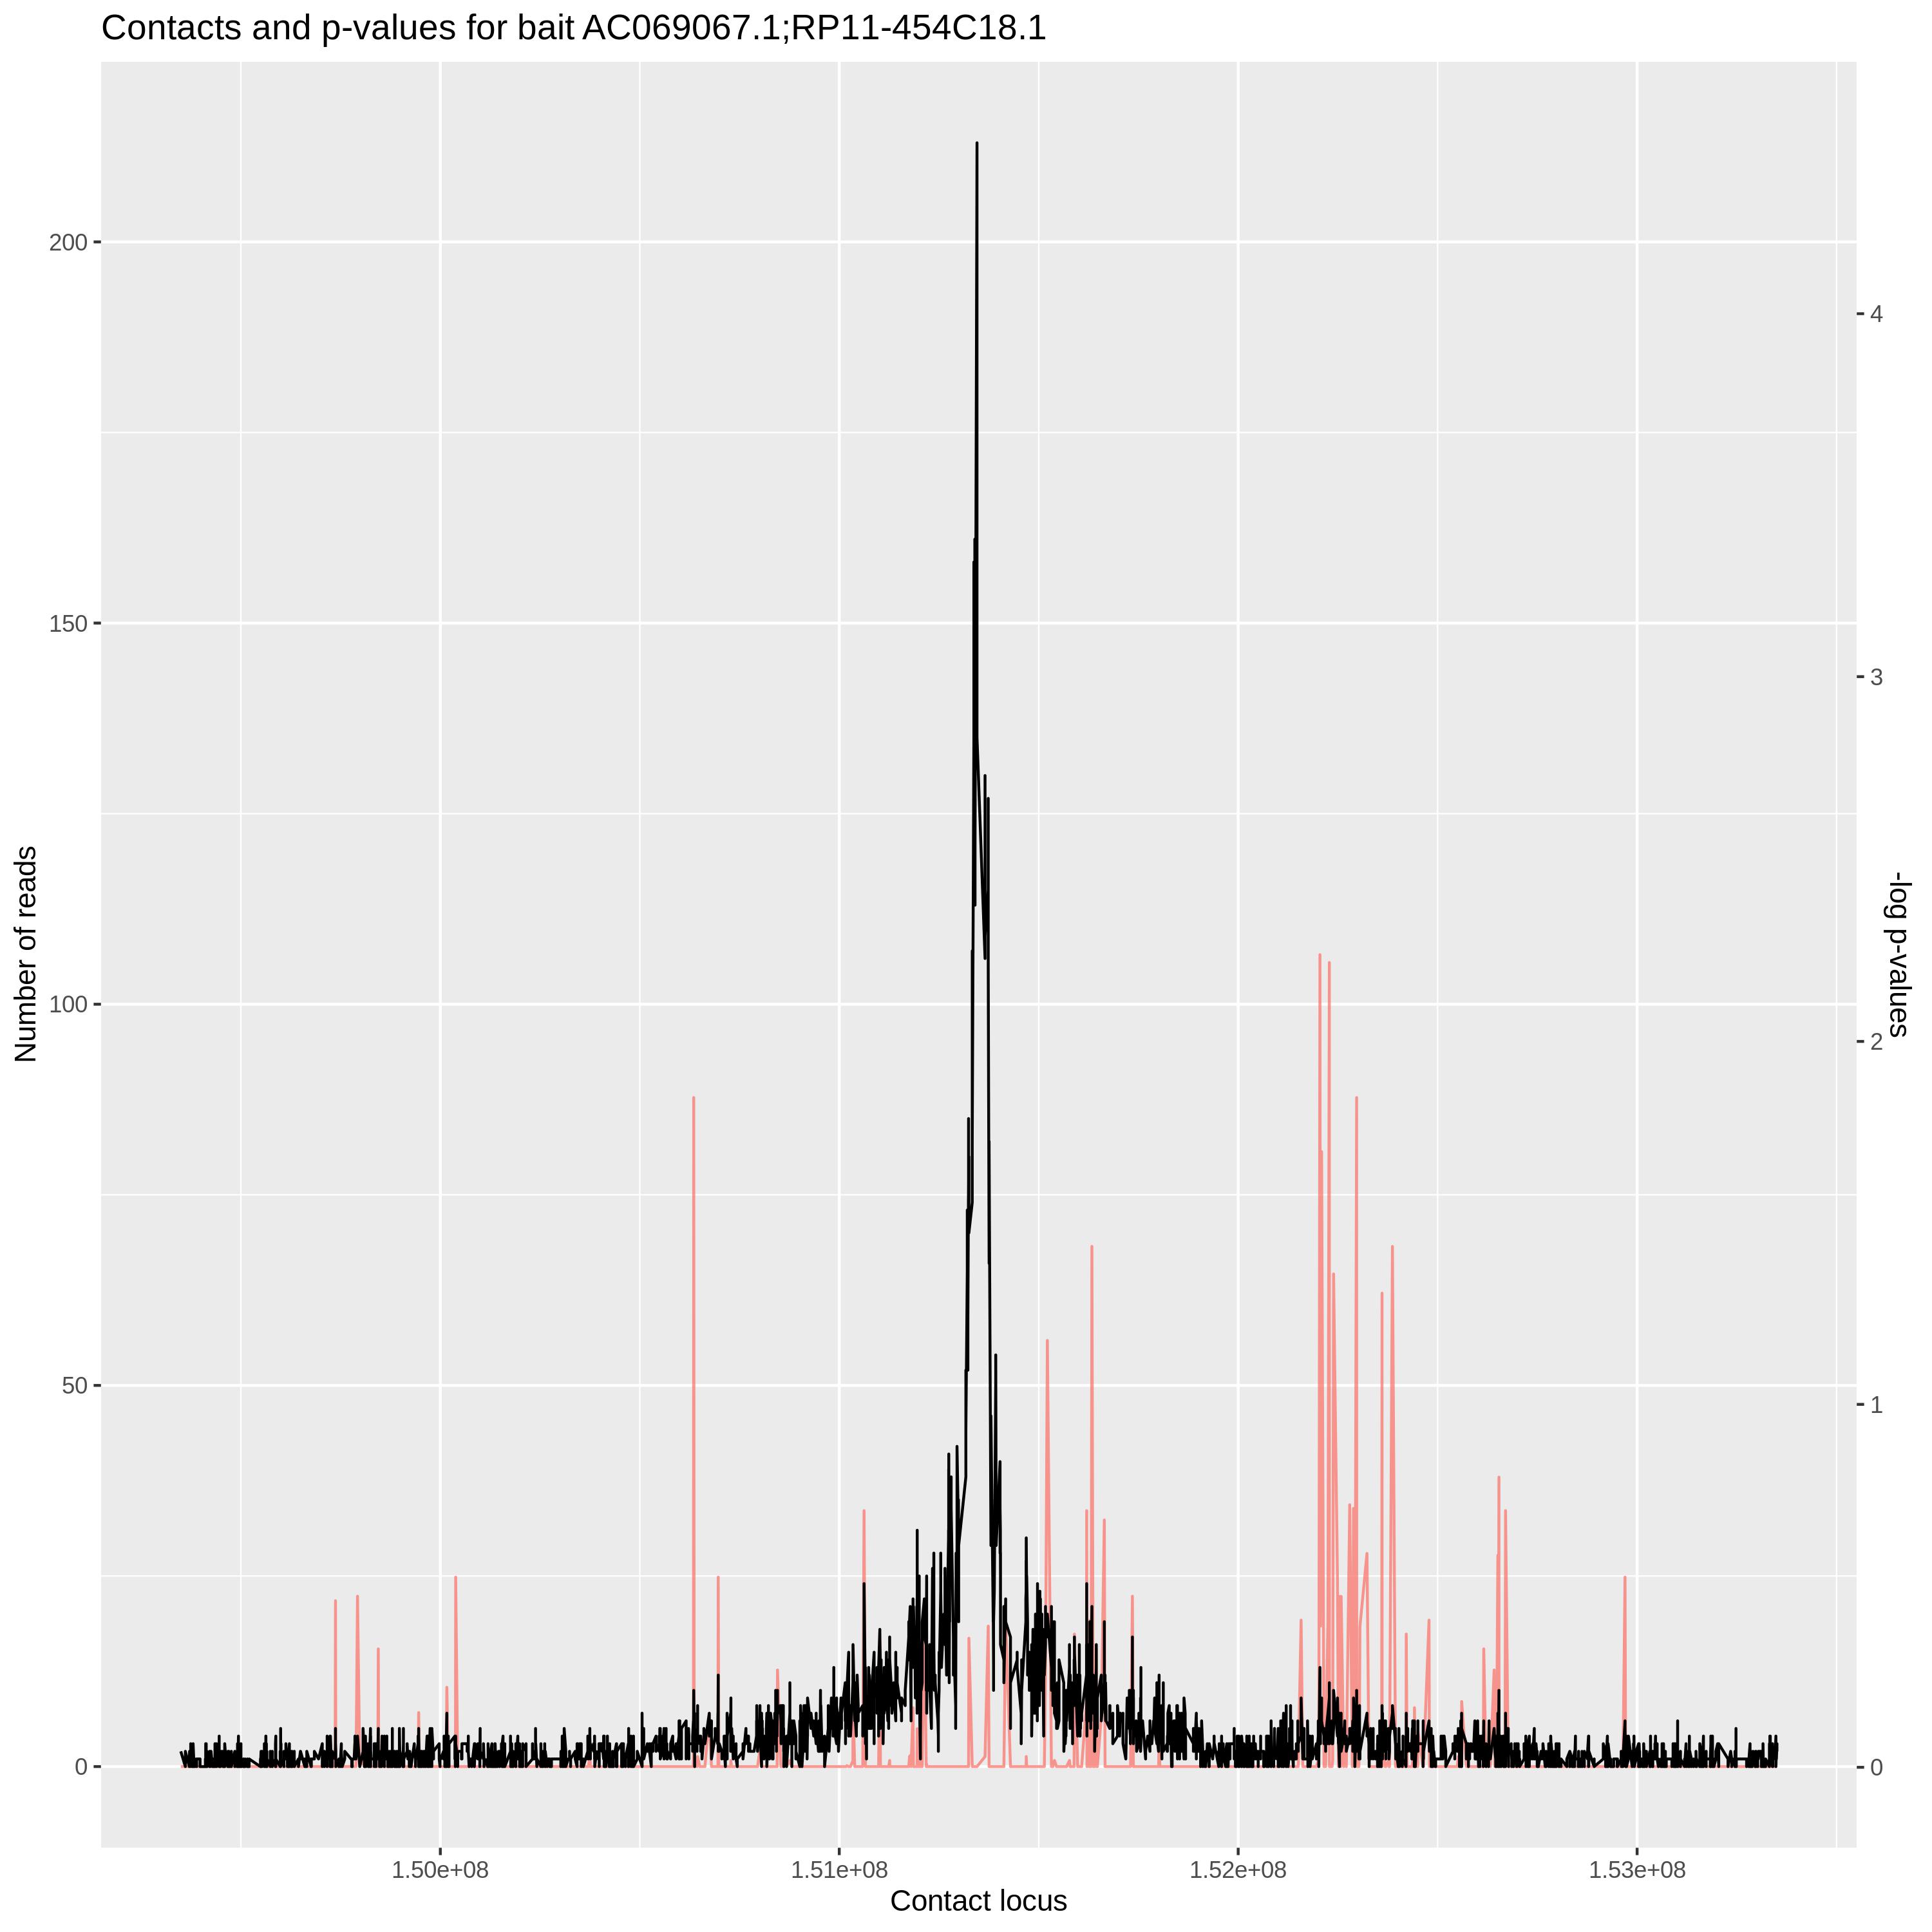 Contacts and p-values for bait AC069067.1;RP11-454C18.1
Number of reads
200
150
100
50
0
4
3
2
1
0
-log p-values
1.50e+08
1.51e+08
1.52e+08
1.53e+08
Contact locus